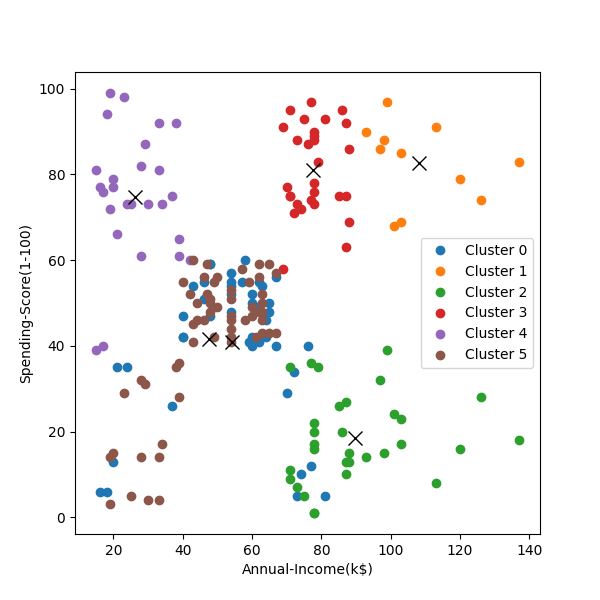 100
80
60
40
20
0
Spending-Score(1-100)
Cluster 0
Cluster 1
Cluster 2
Cluster 3
Cluster 4
Cluster 5
20 40 60 80 100 120 140
Annual-Income(k$)